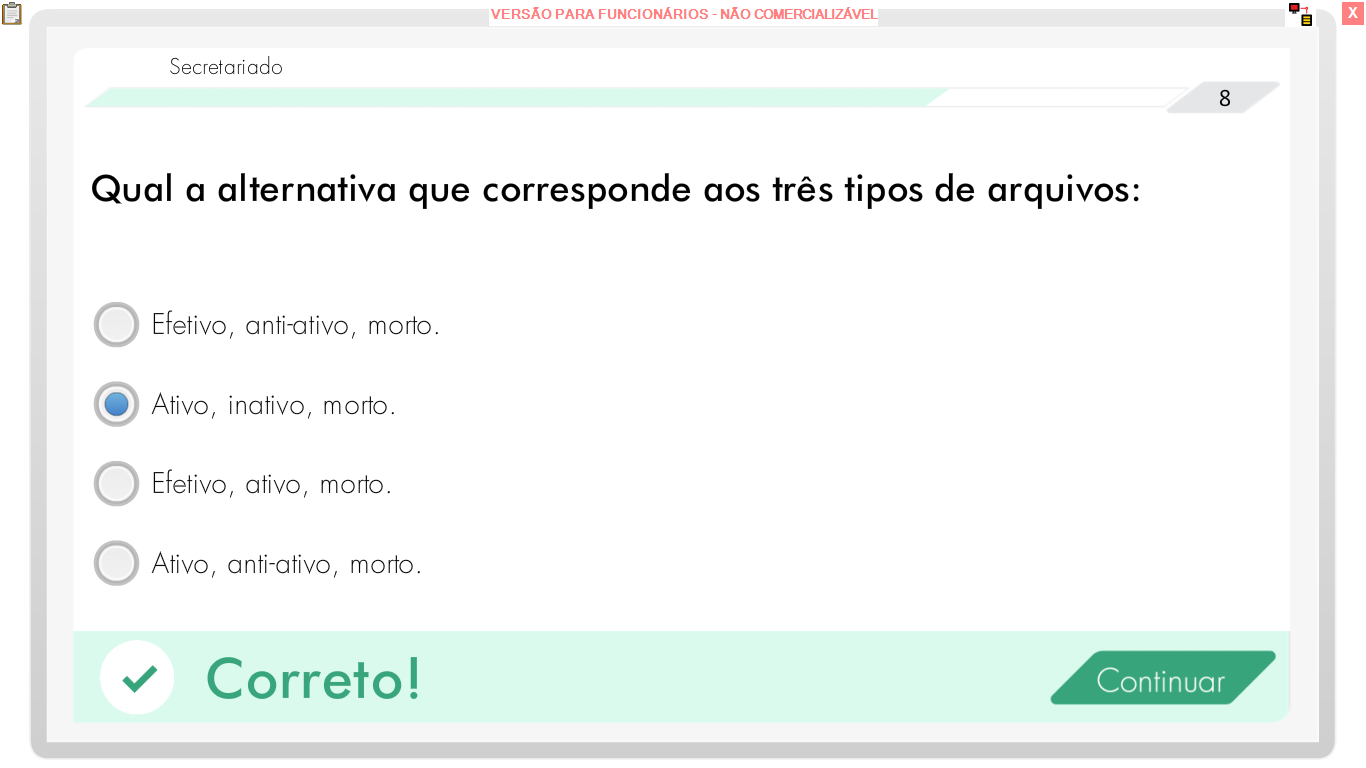 VERSÃO PARA FUNCIONÁRIOS - NÃO COMERCIALIZÁVEL
X
Secretariado
8
Qual a alternativa que corresponde aos três tipos de arquivos:
Efetivo, anti-ativo, morto.
Ativo, inativo, morto.
Efetivo, ativo, morto.
Ativo, anti-ativo, morto.
Correto!
Continuar